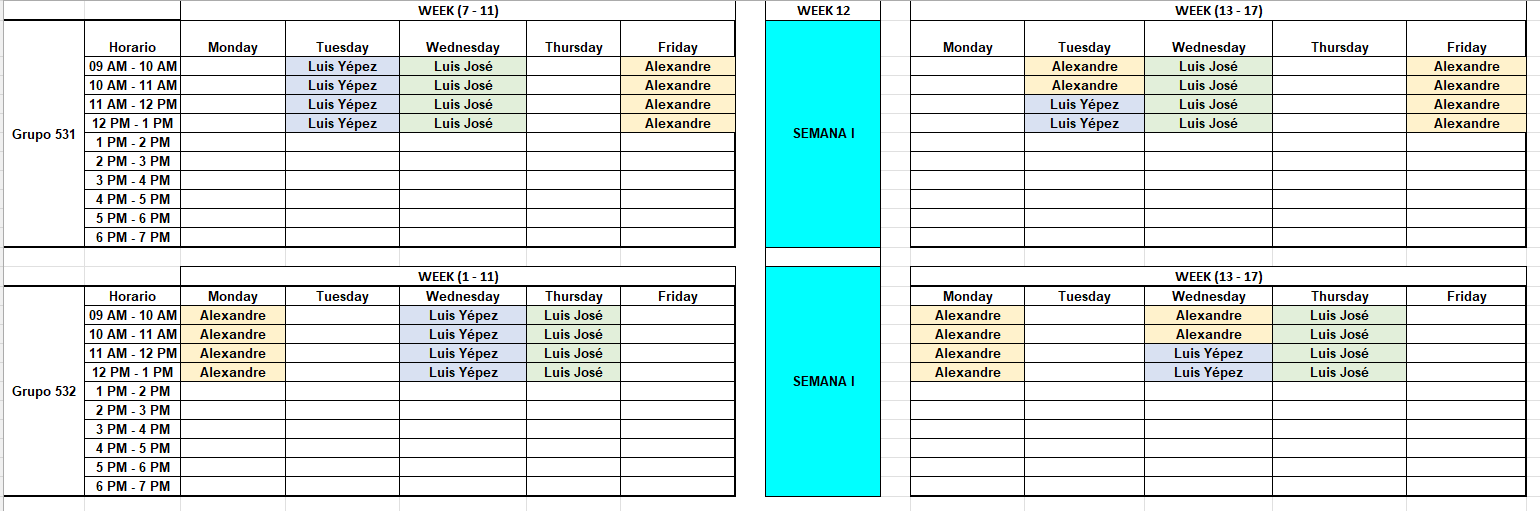 WEEK (7 - 11) WEEK 12 WEEK (13 - 17)
Horario Monday Tuesday Wednesday Thursday Friday Monday Tuesday Wednesday Thursday Friday
09 AM - 10 AM Luis Yépez Luis José Alexandre Alexandre Luis José Alexandre
10 AM - 11 AM Luis Yépez Luis José Alexandre Alexandre Luis José Alexandre
11 AM - 12 PM Luis Yépez Luis José Alexandre Luis Yépez Luis José Alexandre
12 PM - 1 PM Luis Yépez Luis José Alexandre Luis Yépez Luis José Alexandre
Grupo 531 SEMANA I
1 PM - 2 PM
2 PM - 3 PM
3 PM - 4 PM
4 PM - 5 PM
5 PM - 6 PM
6 PM - 7 PM
WEEK (1 - 11) WEEK (13 - 17)
Horario Monday Tuesday Wednesday Thursday Friday Monday Tuesday Wednesday Thursday Friday
09 AM - 10 AM Alexandre Luis Yépez Luis José Alexandre Alexandre Luis José
10 AM - 11 AM Alexandre Luis Yépez Luis José Alexandre Alexandre Luis José
11 AM - 12 PM Alexandre Luis Yépez Luis José Alexandre Luis Yépez Luis José
12 PM - 1 PM Alexandre Luis Yépez Luis José Alexandre Luis Yépez Luis José
Grupo 532 SEMANA I
1 PM - 2 PM
2 PM - 3 PM
3 PM - 4 PM
4 PM - 5 PM
5 PM - 6 PM
6 PM - 7 PM